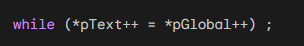 while (*pText++ = *pGlobal++) ;